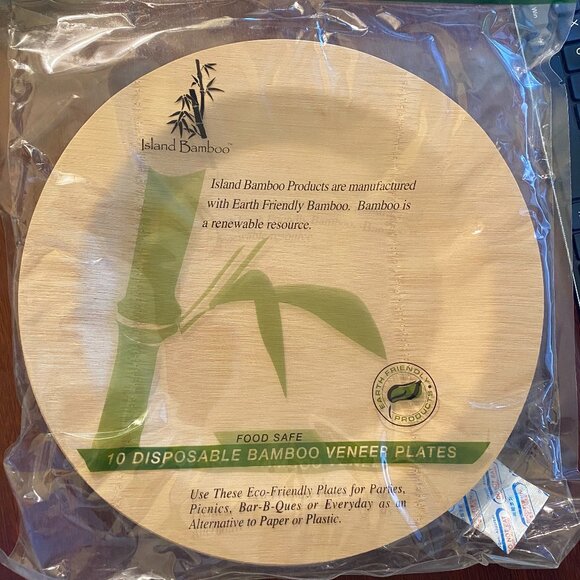 Island Bamboo™
Island Bamboo Products are manufactured
with Earth Friendly Bamboo. Bamboo is
a renewable resource.
EARTH FRIENDLY
PRODUCTS
FOOD SAFE
10 DISPOSABLE BAMBOO VENEER PLATES
Use These Eco-Friendly Plates for Parties,
Picnics, Bar-B-Ques or Everyday as an
Alternative to Paper or Plastic.